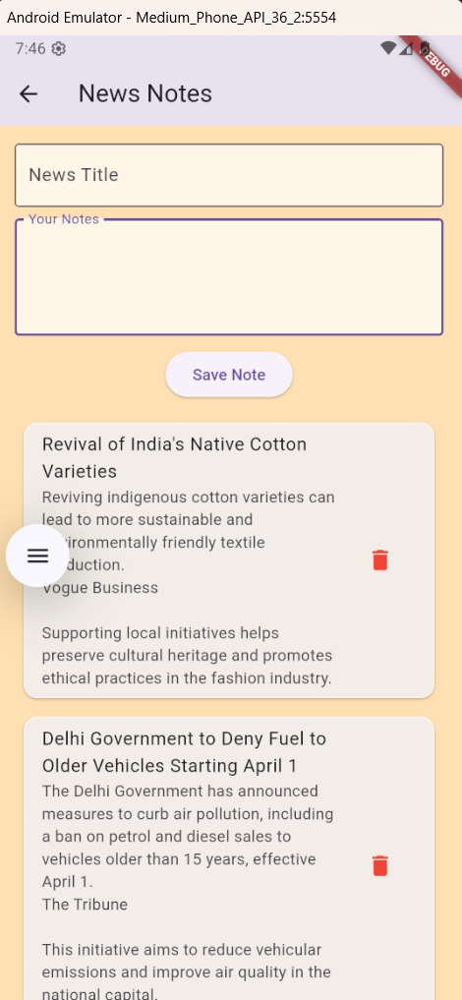 Android Emulator - Medium_Phone_API_36_2:5554
7:46
DEBUG
News Notes
News Title
Your Notes
Save Note
Revival of India's Native Cotton
Varieties
Reviving indigenous cotton varieties can
lead to more sustainable and
friendly textile
Vogue Business
Supporting local initiatives helps
preserve cultural heritage and promotes
ethical practices in the fashion industry.
Delhi Government to Deny Fuel to
Older Vehicles Starting April 1
The Delhi Government has announced
measures to curb air pollution, including
a ban on petrol and diesel sales to
vehicles older than 15 years, effective
April 1.
The Tribune
This initiative aims to reduce vehicular
emissions and improve air quality in the
national capital.